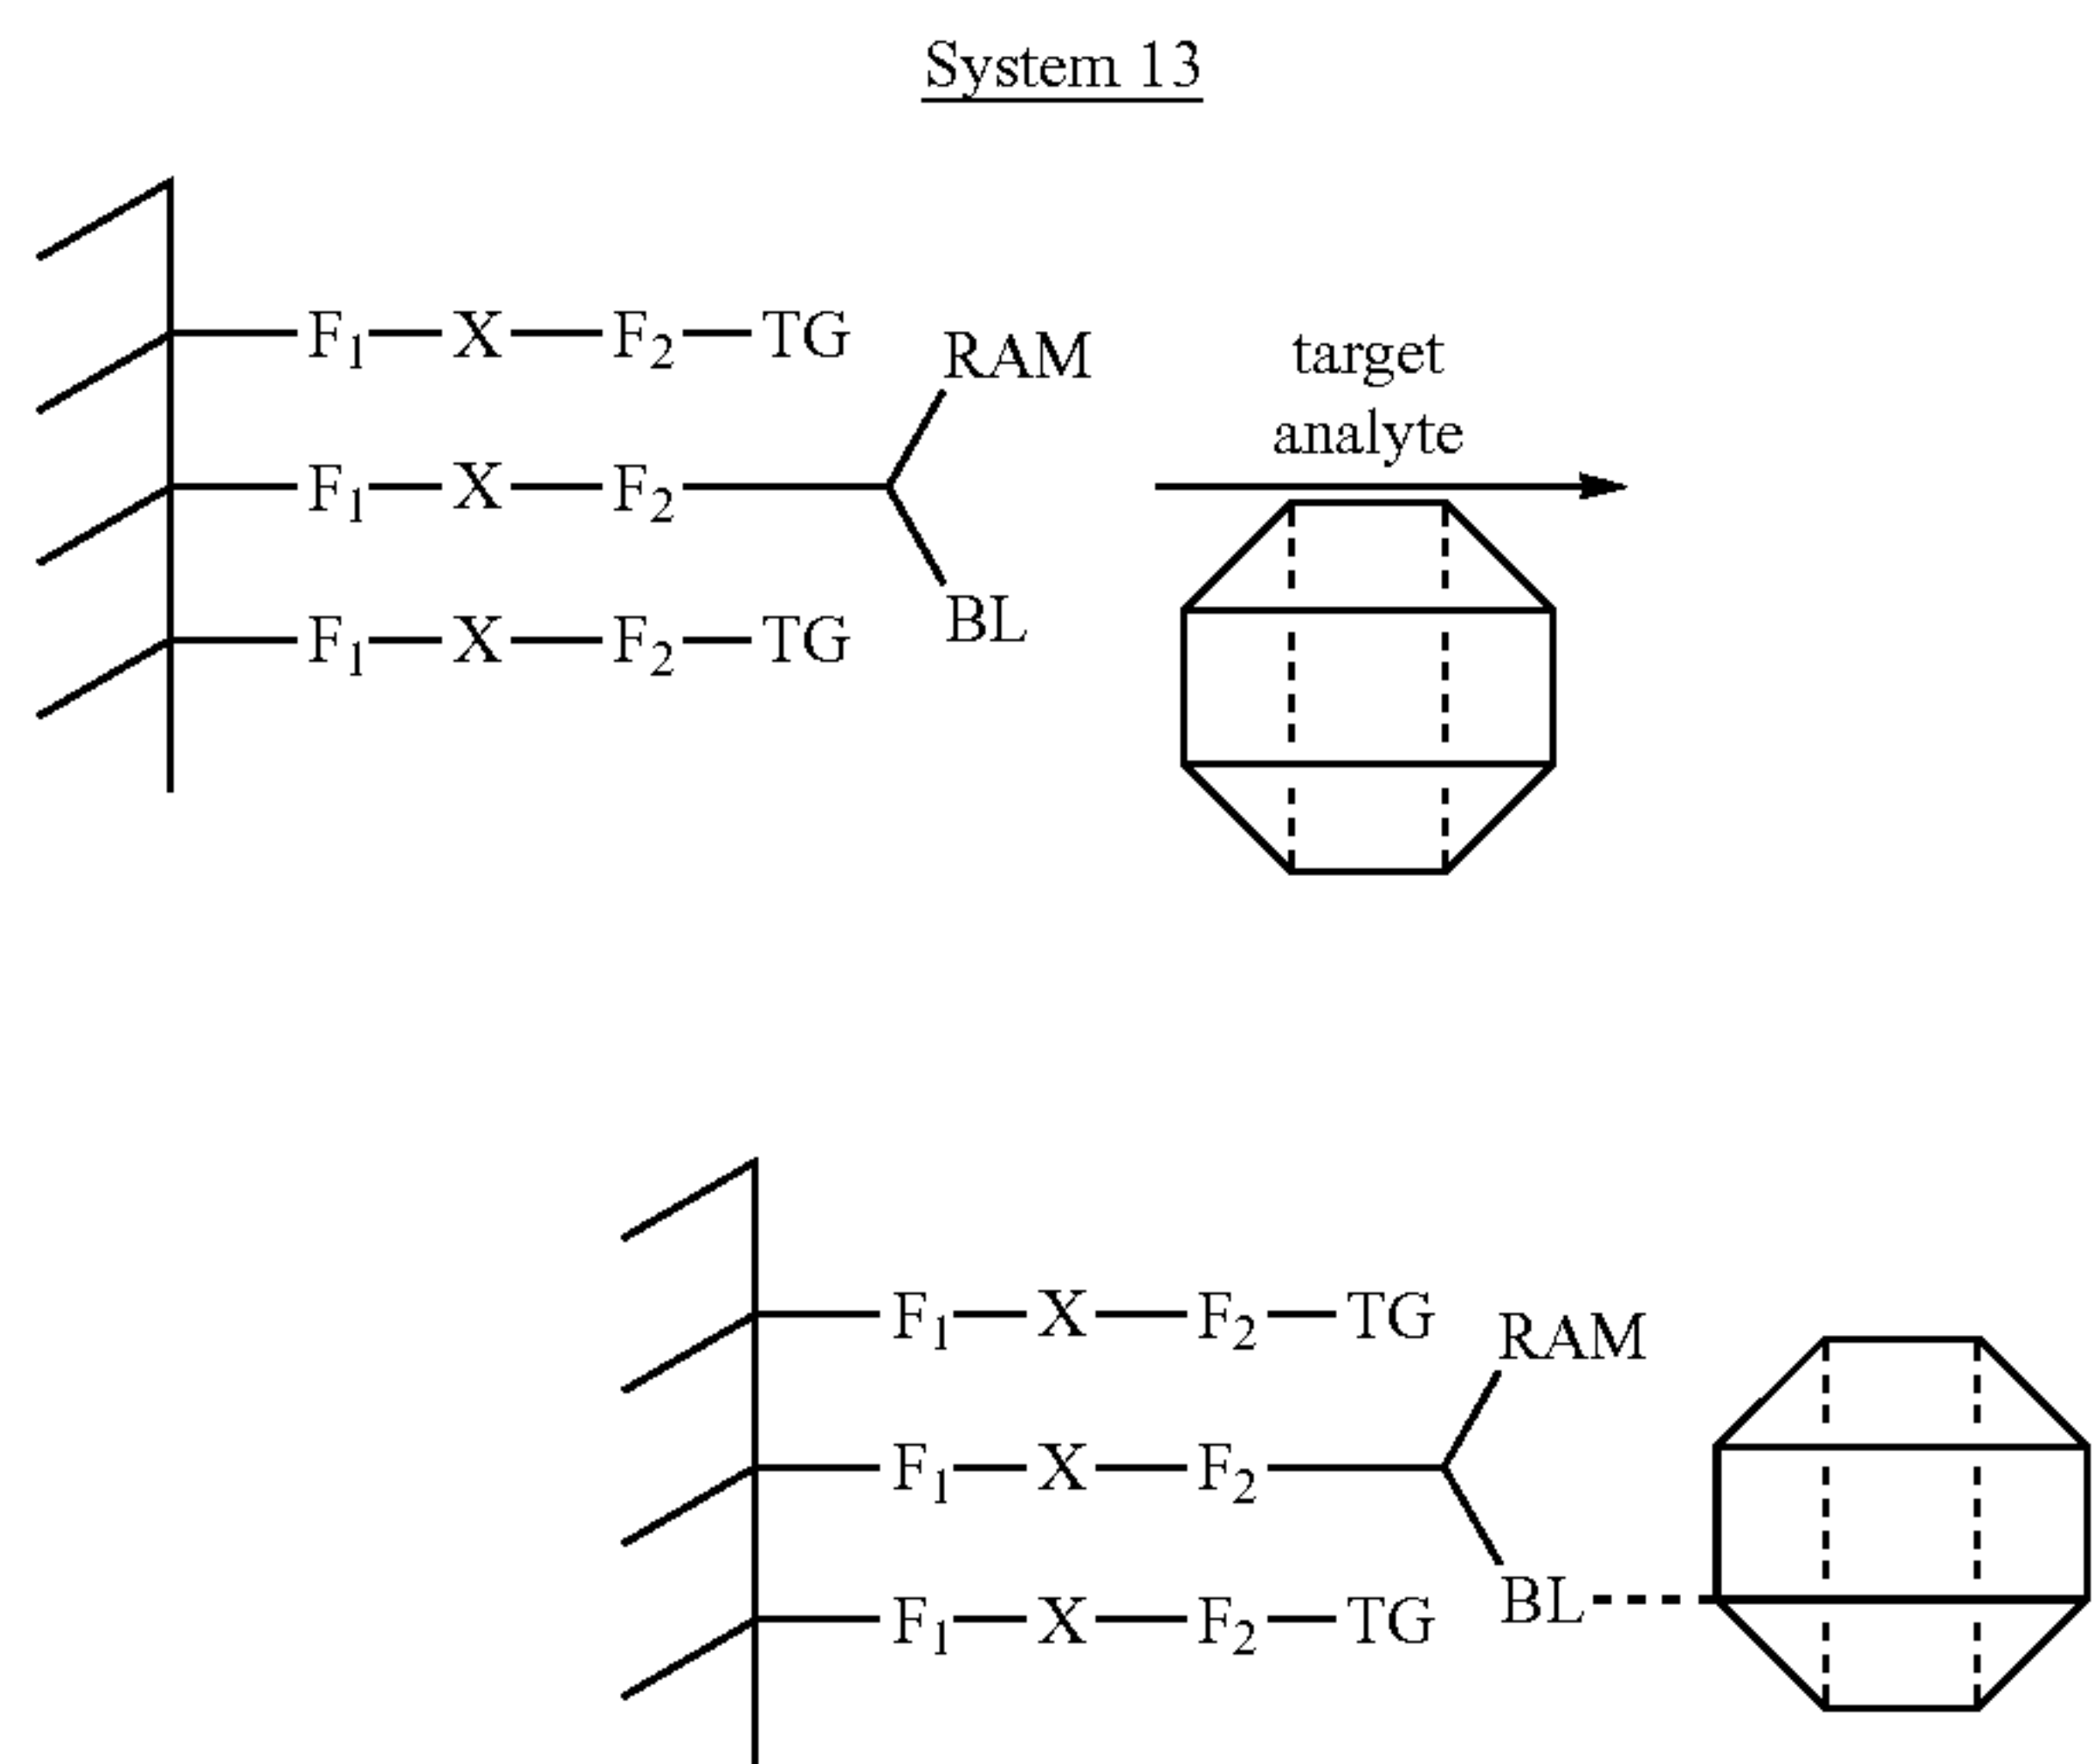 System 13
F₁—X—F₂—TG
RAM
target
analyte
F₁—X—F₂
BL
F₁—X—F₂—TG
F₁—X—F₂—TG
RAM
F₁—X—F₂
BL
F₁—X—F₂—TG